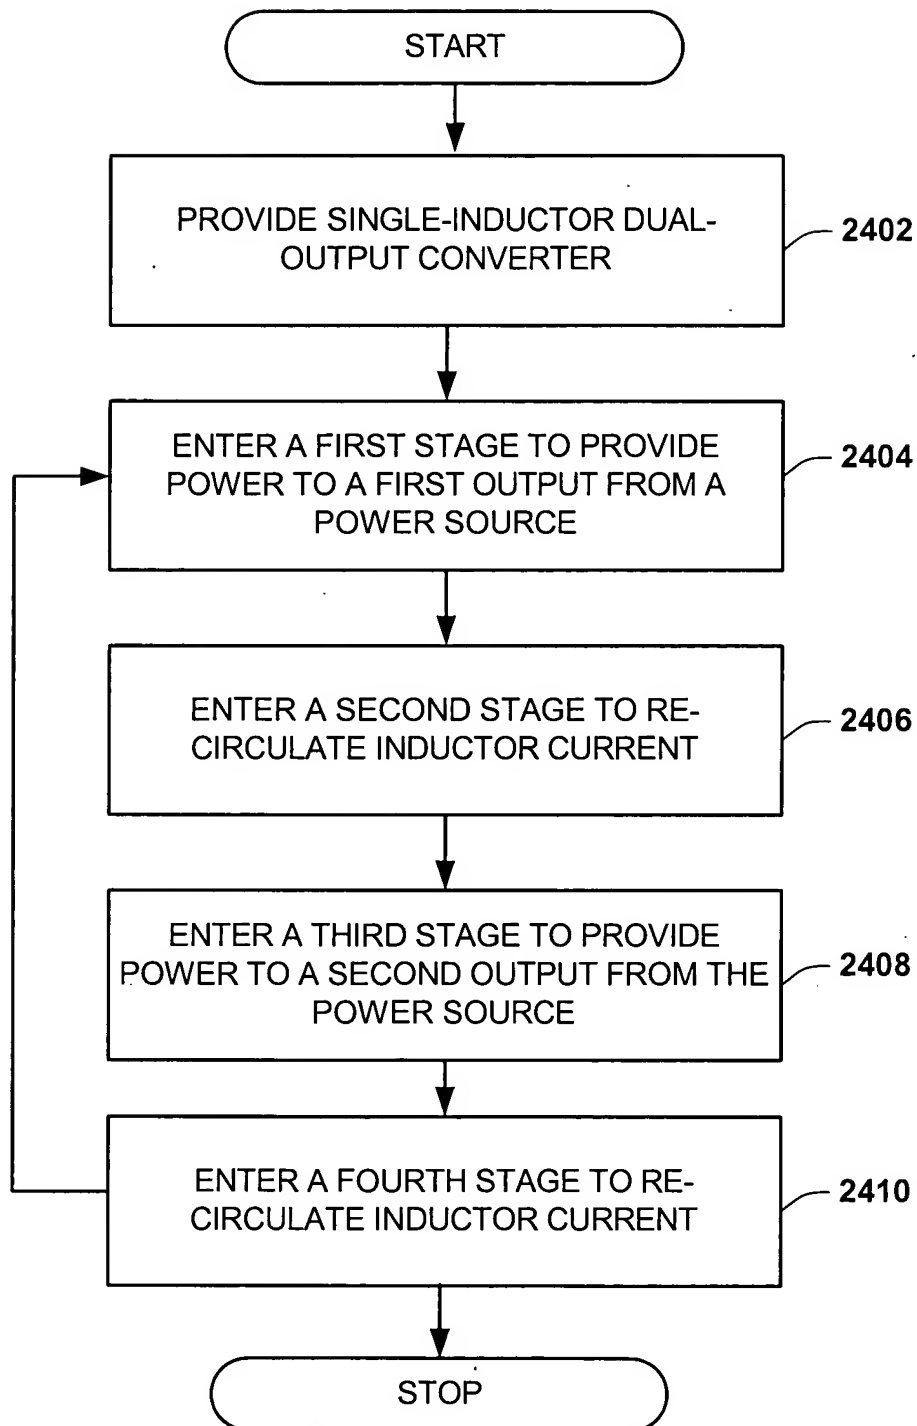 START
PROVIDE SINGLE-INDUCTOR DUAL-
OUTPUT CONVERTER
2402
ENTER A FIRST STAGE TO PROVIDE
POWER TO A FIRST OUTPUT FROM A
POWER SOURCE
2404
ENTER A SECOND STAGE TO RE-
CIRCULATE INDUCTOR CURRENT
2406
ENTER A THIRD STAGE TO PROVIDE
POWER TO A SECOND OUTPUT FROM THE
POWER SOURCE
2408
ENTER A FOURTH STAGE TO RE-
CIRCULATE INDUCTOR CURRENT
2410
STOP